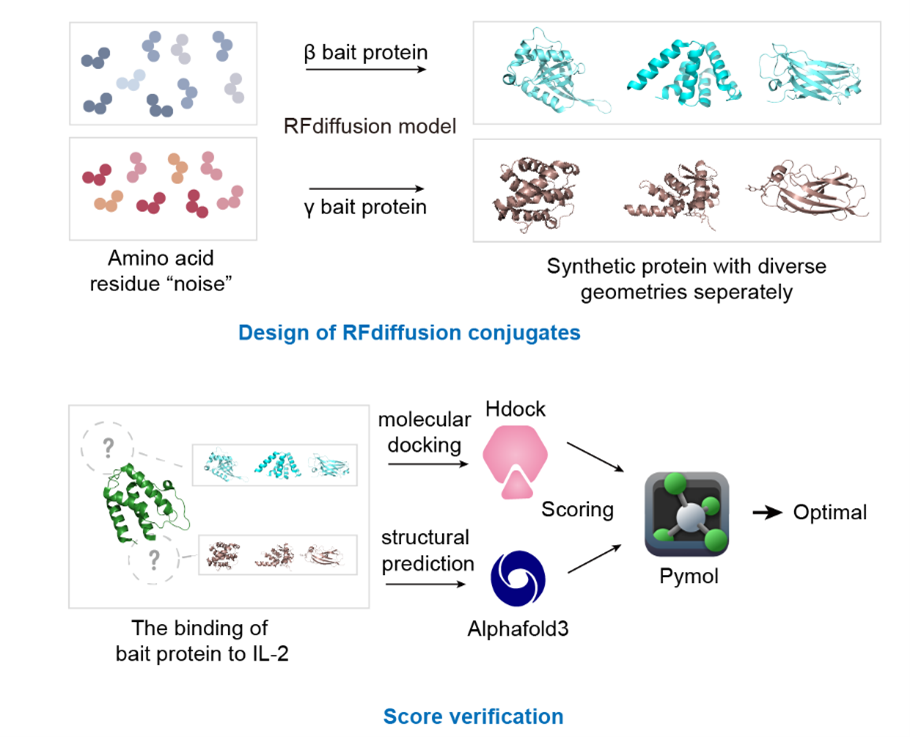 β bait protein
RFdiffusion model
γ bait protein
Amino acid
residue “noise”
Synthetic protein with diverse
geometries seperately
Design of RFdiffusion conjugates
?
?
The binding of
bait protein to IL-2
molecular
docking
Hdock
structural
prediction
Alphafold3
Scoring
Pymol
Optimal
Score verification